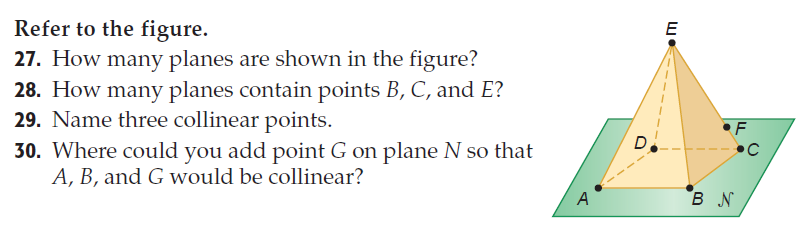 Refer to the figure.
27. How many planes are shown in the figure?
28. How many planes contain points B, C, and E?
29. Name three collinear points.
30. Where could you add point G on plane N so that
A, B, and G would be collinear?
E
F
D
C
A
B
N